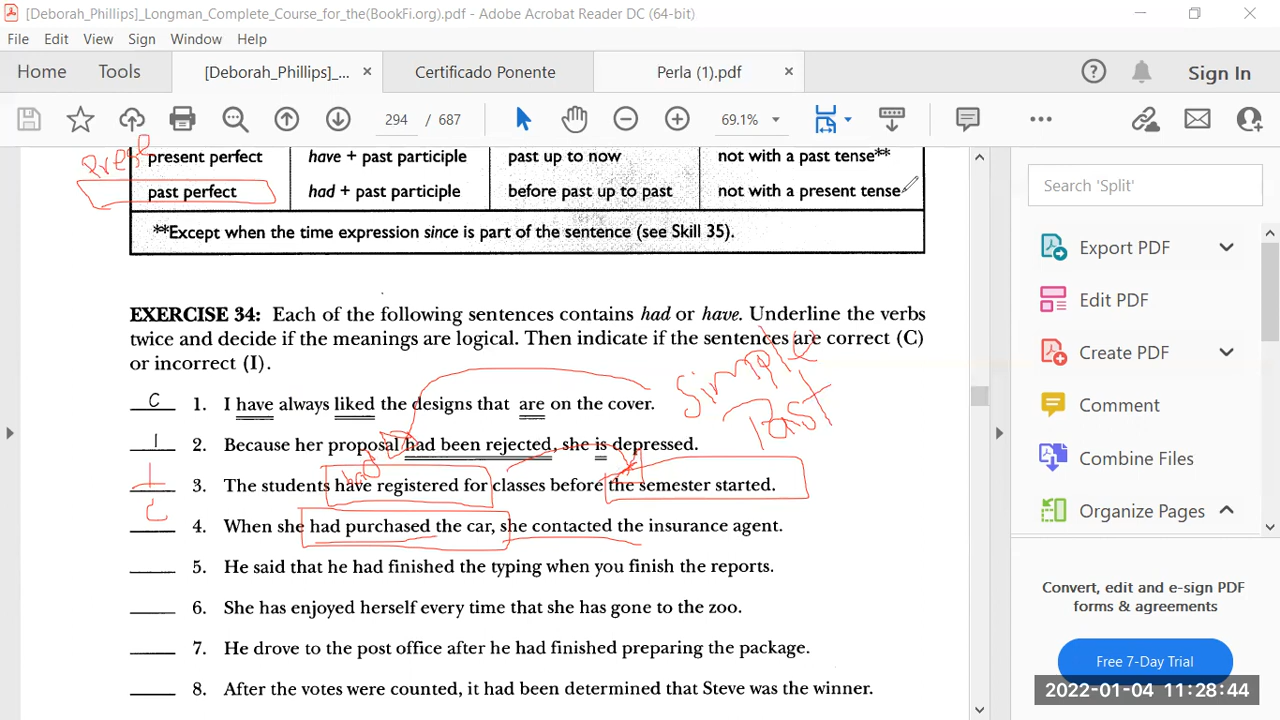 [Deborah_Phillips]_Longman_Complete_Course_for_the(BookFi.org).pdf - Adobe Acrobat Reader DC (64-bit)
File Edit View Sign Window Help
Home Tools [Deborah_Phillips]_... × Certificado Ponente Perla (1).pdf × Sign In
294 / 687 69.1%
present perfect have + past participle past up to now not with a past tense**
past perfect had + past participle before past up to past not with a present tense
**Except when the time expression since is part of the sentence (see Skill 35).
EXERCISE 34: Each of the following sentences contains had or have. Underline the verbs
twice and decide if the meanings are logical. Then indicate if the sentences are correct (C)
or incorrect (I).
simple
Past
C 1. I have always liked the designs that are on the cover.
I 2. Because her proposal had been rejected, she is depressed.
had
I 3. The students have registered for classes before the semester started.
C 4. When she had purchased the car, she contacted the insurance agent.
5. He said that he had finished the typing when you finish the reports.
6. She has enjoyed herself every time that she has gone to the zoo.
7. He drove to the post office after he had finished preparing the package.
8. After the votes were counted, it had been determined that Steve was the winner.
Search 'Split'
Export PDF
Edit PDF
Create PDF
Comment
Combine Files
Organize Pages
Convert, edit and e-sign PDF
forms & agreements
Free 7-Day Trial
2022-01-04 11:28:44